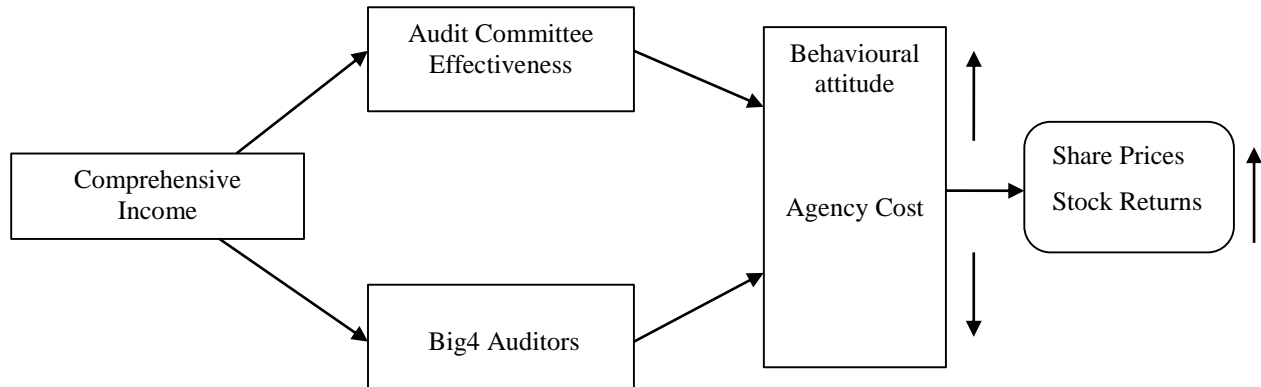 Audit Committee
Effectiveness
Behavioural
attitude
Share Prices
Stock Returns
Comprehensive
Income
Agency Cost
Big4 Auditors